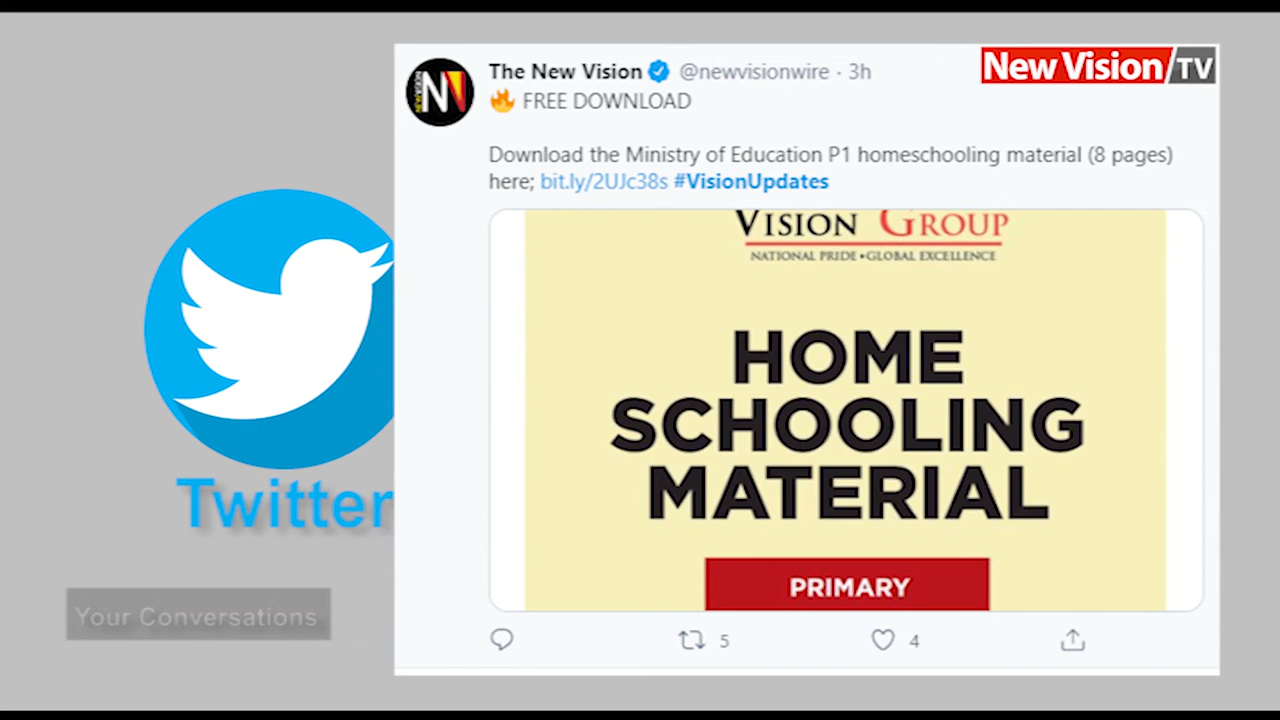 The New Vision @newvisionwire · 3h
New Vision TV
🔥 FREE DOWNLOAD
Download the Ministry of Education P1 homeschooling material (8 pages)
here; bit.ly/2UJc38s #VisionUpdates
VISION GROUP
NATIONAL PRIDE • GLOBAL EXCELLENCE
HOME
SCHOOLING
MATERIAL
PRIMARY
5
4
Twitter
Your Conversations